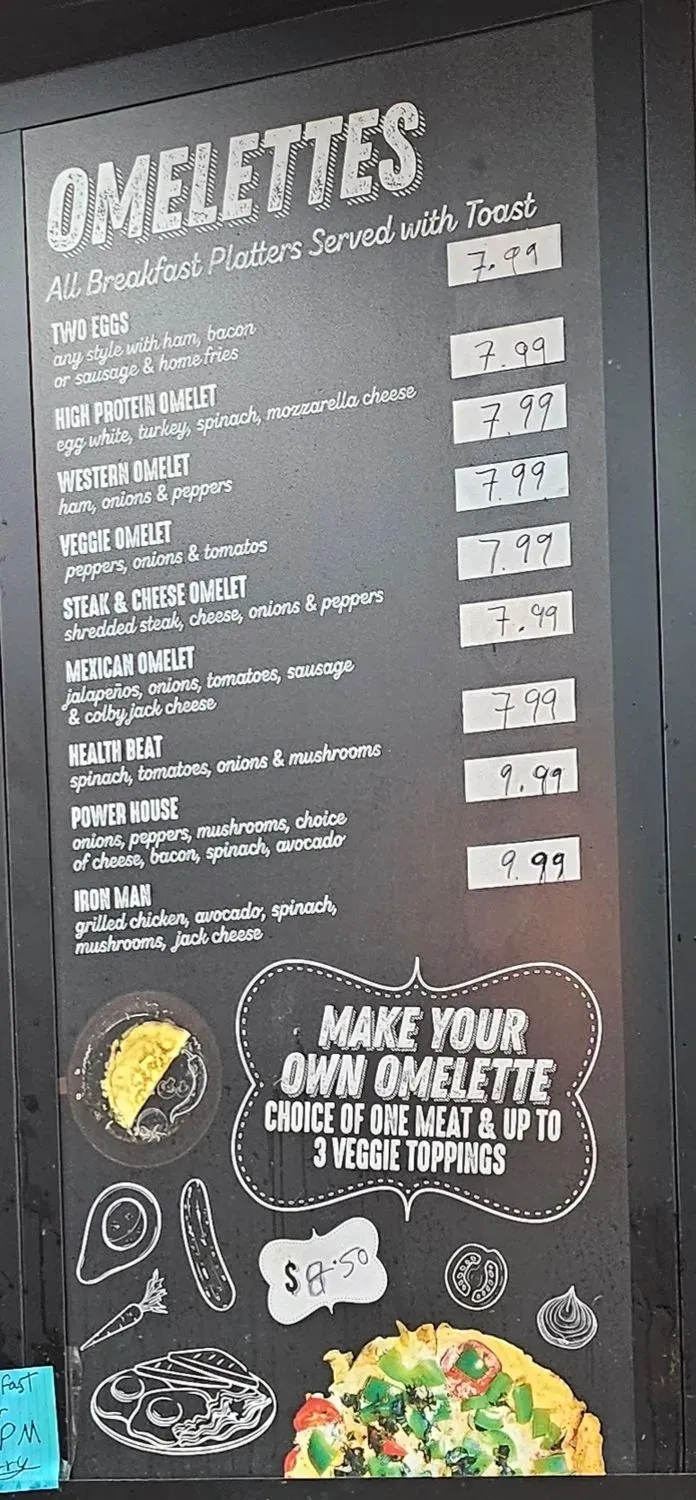 OMELETTES
All Breakfast Platters Served with Toast
TWO EGGS 7.99
any style with ham, bacon
or sausage & home fries
HIGH PROTEIN OMELET 7.99
egg white, turkey, spinach, mozzarella cheese
WESTERN OMELET 7.99
ham, onions & peppers
VEGGIE OMELET 7.99
peppers, onions & tomatos
STEAK & CHEESE OMELET 7.99
shredded steak, cheese, onions & peppers
MEXICAN OMELET 7.99
jalapeños, onions, tomatoes, sausage
& colby jack cheese
HEALTH BEAT 799
spinach, tomatoes, onions & mushrooms
POWER HOUSE 9.99
onions, peppers, mushrooms, choice
of cheese, bacon, spinach, avocado
IRON MAN 9.99
grilled chicken, avocado, spinach,
mushrooms, jack cheese
MAKE YOUR
OWN OMELETTE
CHOICE OF ONE MEAT & UP TO
3 VEGGIE TOPPINGS
$8.50
fast
PM